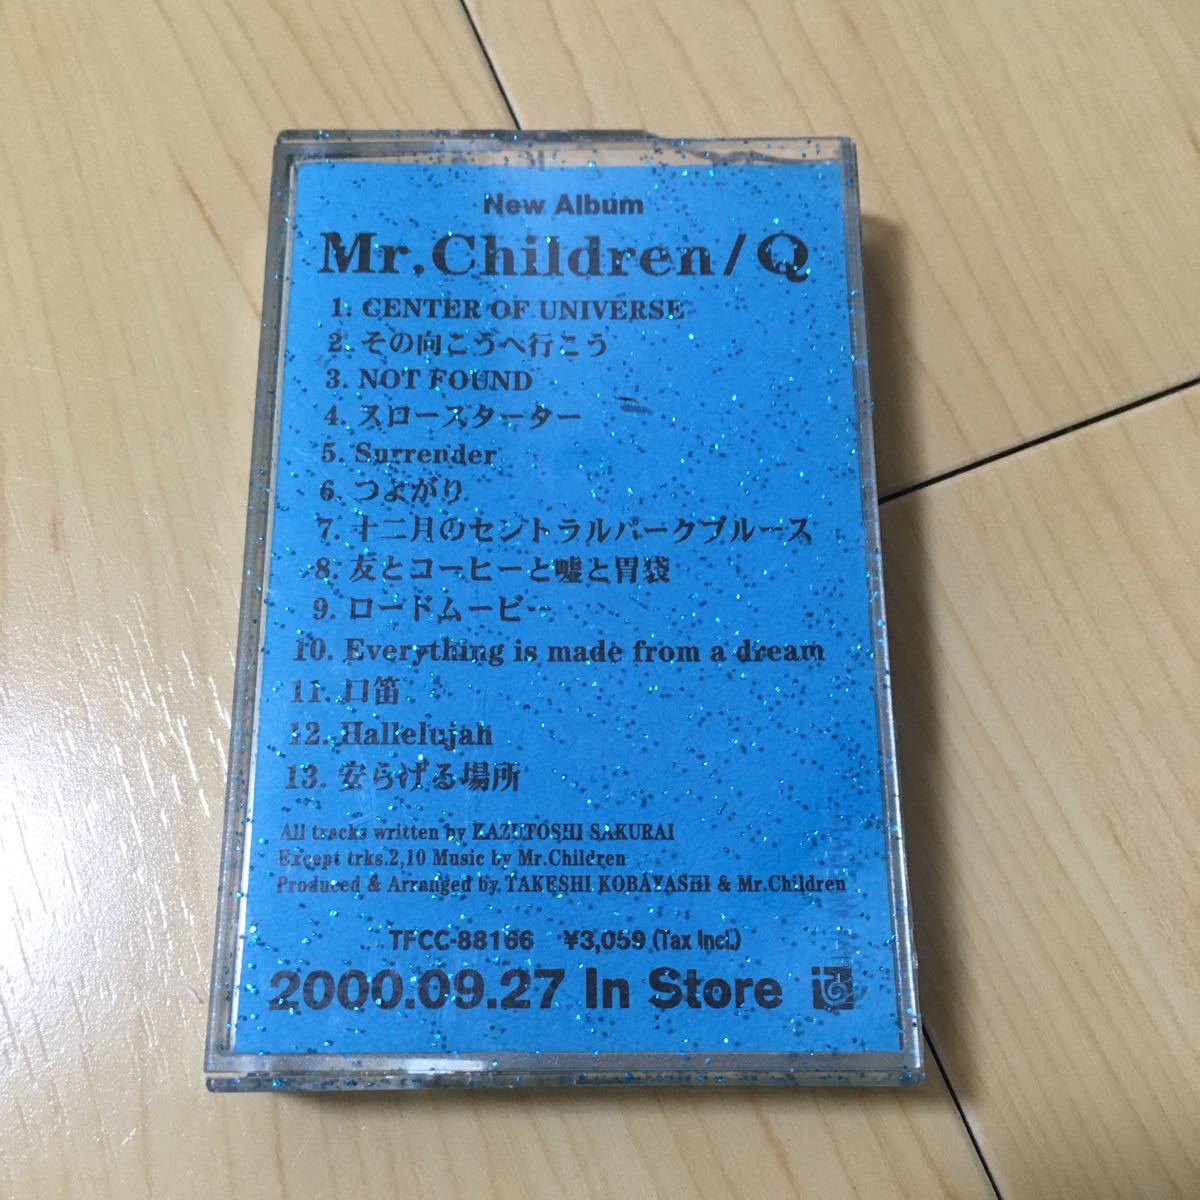 New Album
Mr.Children/Q
1. CENTER OF UNIVERSE
2. その向こうへ行こう
3. NOT FOUND
4. スロースターター
5. Surrender
6. つよがり
7. 十二月のセントラルパークブルース
8. 友とコーヒーと嘘と胃袋
9. ロードムービー
10. Everything is made from a dream
11. 口笛
12. Hallelujah
13. 安らげる場所
All tracks written by KAZUTOSHI SAKURAI
Except trks.2,10 Music by Mr.Children
Produced & Arranged by TAKESHI KOBAYASHI & Mr.Children
TFCC-88166 ¥3,059 (Tax Incl.)
2000.09.27 In Store